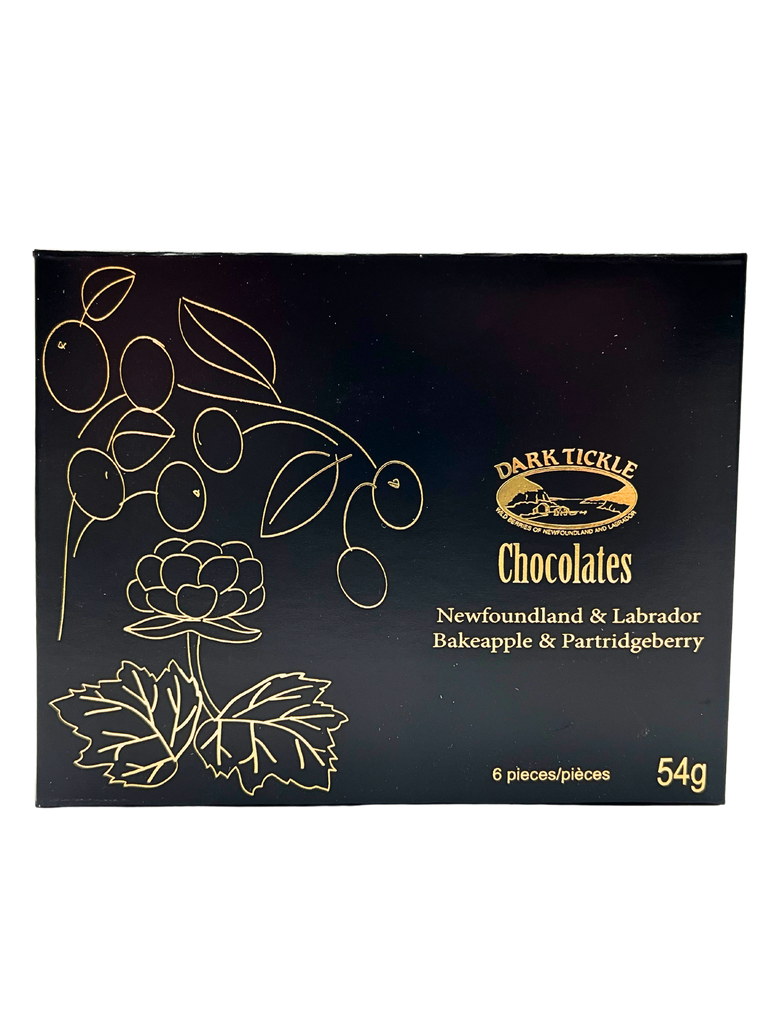 DARK TICKLE
WILD BERRIES OF NEWFOUNDLAND AND LABRADOR
Chocolates
Newfoundland & Labrador
Bakeapple & Partridgeberry
6 pieces/pièces
54g